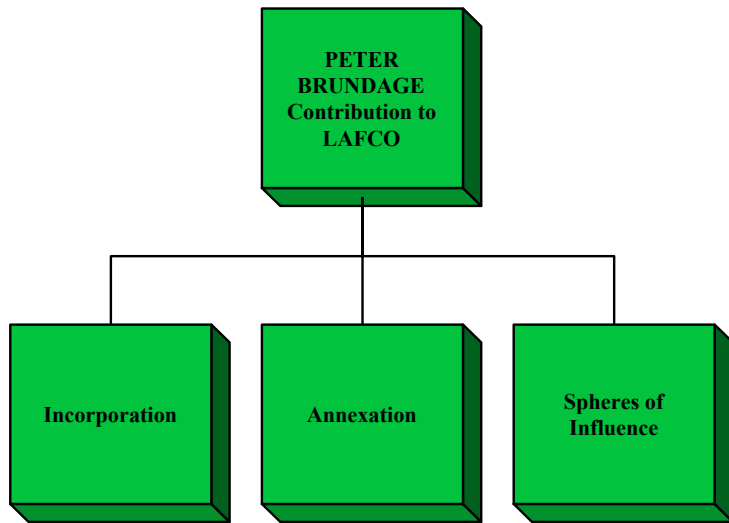 PETER
BRUNDAGE
Contribution to
LAFCO
Incorporation
Annexation
Spheres of
Influence